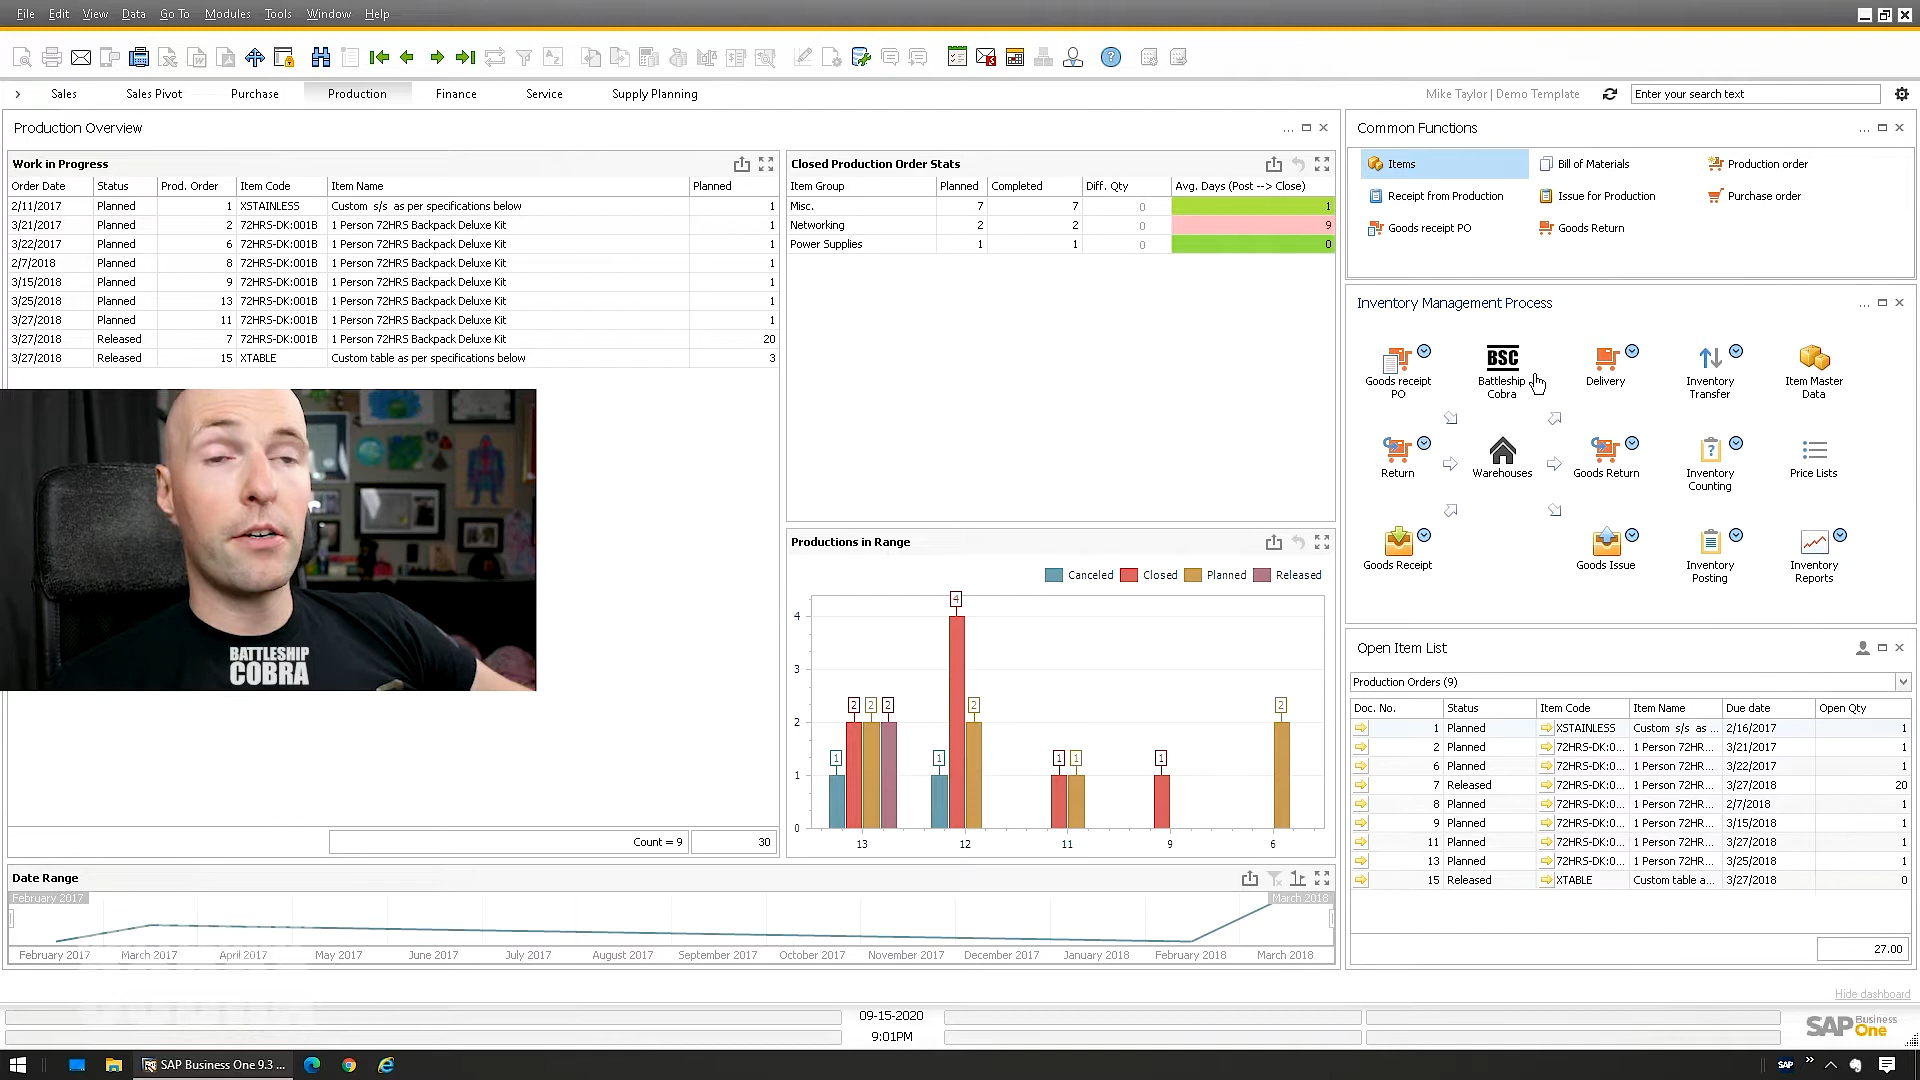 File Edit View Data Go To Modules Tools Window Help
Sales Sales Pivot Purchase Production Finance Service Supply Planning Mike Taylor | Demo Template Enter your search text
Production Overview
Work in Progress
Order Date Status Prod. Order Item Code Item Name Planned
2/11/2017 Planned 1 XSTAINLESS Custom s/s as per specifications below 1
3/21/2017 Planned 2 72HRS-DK:001B 1 Person 72HRS Backpack Deluxe Kit 1
3/22/2017 Planned 6 72HRS-DK:001B 1 Person 72HRS Backpack Deluxe Kit 1
2/7/2018 Planned 8 72HRS-DK:001B 1 Person 72HRS Backpack Deluxe Kit 1
3/15/2018 Planned 9 72HRS-DK:001B 1 Person 72HRS Backpack Deluxe Kit 1
3/25/2018 Planned 13 72HRS-DK:001B 1 Person 72HRS Backpack Deluxe Kit 1
3/27/2018 Planned 11 72HRS-DK:001B 1 Person 72HRS Backpack Deluxe Kit 1
3/27/2018 Released 7 72HRS-DK:001B 1 Person 72HRS Backpack Deluxe Kit 20
3/27/2018 Released 15 XTABLE Custom table as per specifications below 3
BATTLESHIP
COBRA
Count = 9 30
Closed Production Order Stats
Item Group Planned Completed Diff. Qty Avg. Days (Post --> Close)
Misc. 7 7 0 1
Networking 2 2 0 9
Power Supplies 1 1 0 0
Productions in Range
Canceled Closed Planned Released
4
4
3
2 2 2 2 2
2
1 1 1 1 1
1
0
13 12 11 9 6
Date Range
February 2017 March 2018
February 2017 March 2017 April 2017 May 2017 June 2017 July 2017 August 2017 September 2017 October 2017 November 2017 December 2017 January 2018 February 2018 March 2018
Common Functions
Items Bill of Materials Production order
Receipt from Production Issue for Production Purchase order
Goods receipt PO Goods Return
Inventory Management Process
BSC
Goods receipt PO Battleship Cobra Delivery Inventory Transfer Item Master Data
Return Warehouses Goods Return Inventory Counting Price Lists
Goods Receipt Goods Issue Inventory Posting Inventory Reports
Open Item List
Production Orders (9)
Doc. No. Status Item Code Item Name Due date Open Qty
1 Planned XSTAINLESS Custom s/s as ... 2/16/2017 1
2 Planned 72HRS-DK:0... 1 Person 72HR... 3/21/2017 1
6 Planned 72HRS-DK:0... 1 Person 72HR... 3/22/2017 1
7 Released 72HRS-DK:0... 1 Person 72HR... 3/27/2018 20
8 Planned 72HRS-DK:0... 1 Person 72HR... 2/7/2018 1
9 Planned 72HRS-DK:0... 1 Person 72HR... 3/15/2018 1
11 Planned 72HRS-DK:0... 1 Person 72HR... 3/27/2018 1
13 Planned 72HRS-DK:0... 1 Person 72HR... 3/25/2018 1
15 Released XTABLE Custom table a... 3/27/2018 0
27.00
Hide dashboard
09-15-2020
9:01PM
SAP Business One
SAP Business One 9.3 ... SAP